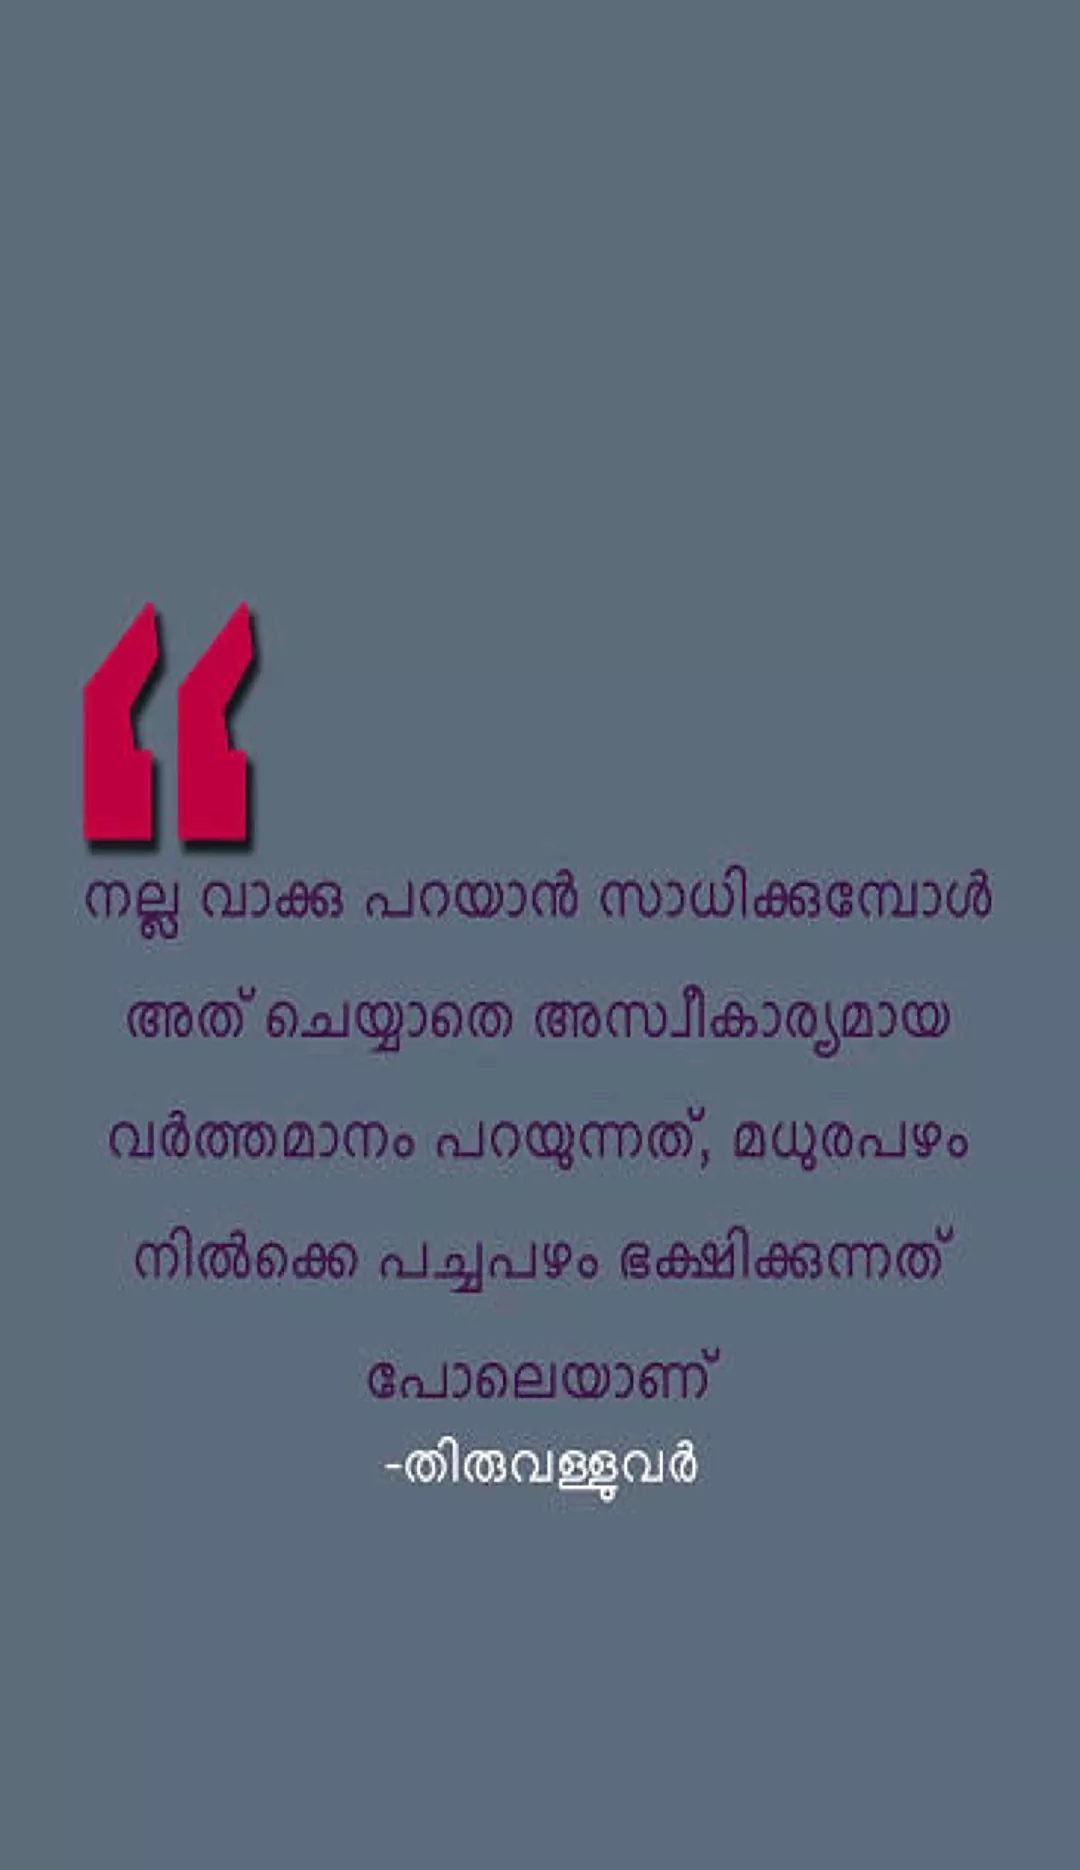 “
നല്ല വാക്കു പറയാൻ സാധിക്കുമ്പോൾ
അത് ചെയ്യാതെ അസ്വീകാര്യമായ
വർത്തമാനം പറയുന്നത്, മധുരപഴം
നിൽക്കെ പച്ചപഴം ഭക്ഷിക്കുന്നത്
പോലെയാണ്
-തിരുവള്ളുവർ